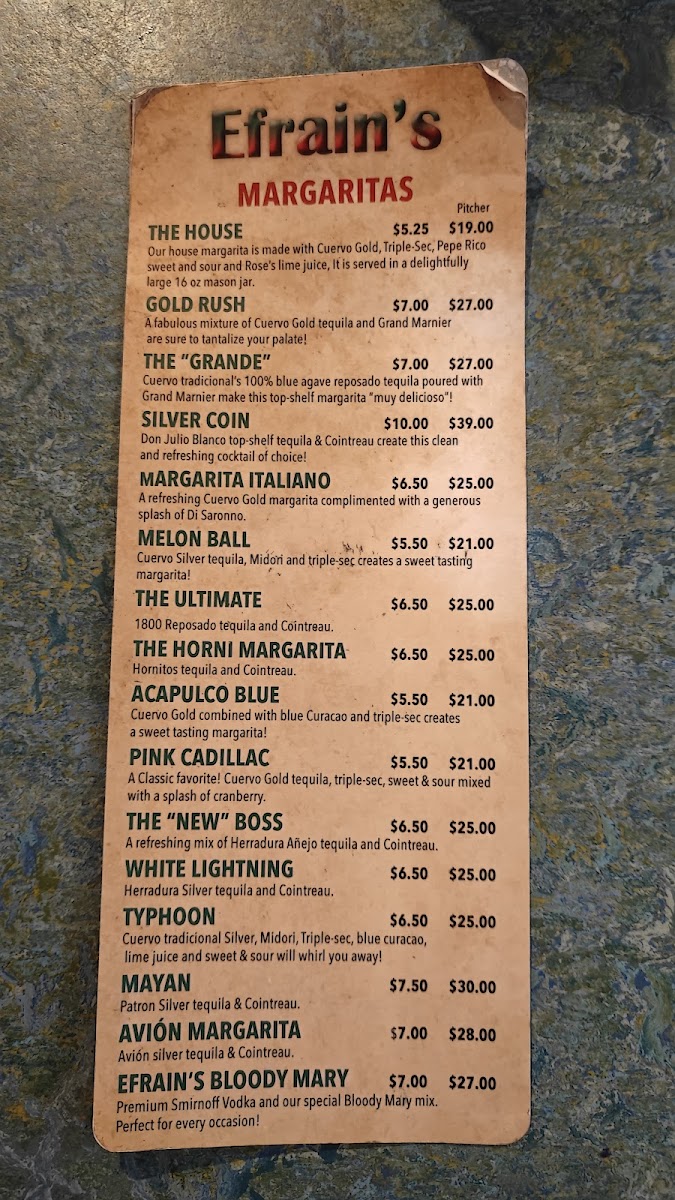 Efrain's
MARGARITAS
Pitcher
THE HOUSE $5.25 $19.00
Our house margarita is made with Cuervo Gold, Triple-Sec, Pepe Rico
sweet and sour and Rose's lime juice, It is served in a delightfully
large 16 oz mason jar.
GOLD RUSH $7.00 $27.00
A fabulous mixture of Cuervo Gold tequila and Grand Marnier
are sure to tantalize your palate!
THE "GRANDE" $7.00 $27.00
Cuervo tradicional's 100% blue agave reposado tequila poured with
Grand Marnier make this top-shelf margarita "muy delicioso"!
SILVER COIN $10.00 $39.00
Don Julio Blanco top-shelf tequila & Cointreau create this clean
and refreshing cocktail of choice!
MARGARITA ITALIANO $6.50 $25.00
A refreshing Cuervo Gold margarita complimented with a generous
splash of Di Saronno.
MELON BALL $5.50 $21.00
Cuervo Silver tequila, Midori and triple-sec creates a sweet tasting
margarita!
THE ULTIMATE $6.50 $25.00
1800 Reposado tequila and Cointreau.
THE HORNI MARGARITA $6.50 $25.00
Hornitos tequila and Cointreau.
ACAPULCO BLUE $5.50 $21.00
Cuervo Gold combined with blue Curacao and triple-sec creates
a sweet tasting margarita!
PINK CADILLAC $5.50 $21.00
A Classic favorite! Cuervo Gold tequila, triple-sec, sweet & sour mixed
with a splash of cranberry.
THE "NEW" BOSS $6.50 $25.00
A refreshing mix of Herradura Añejo tequila and Cointreau.
WHITE LIGHTNING $6.50 $25.00
Herradura Silver tequila and Cointreau.
TYPHOON $6.50 $25.00
Cuervo tradicional Silver, Midori, Triple-sec, blue curacao,
lime juice and sweet & sour will whirl you away!
MAYAN $7.50 $30.00
Patron Silver tequila & Cointreau.
AVIÓN MARGARITA $7.00 $28.00
Avión silver tequila & Cointreau.
EFRAIN'S BLOODY MARY $7.00 $27.00
Premium Smirnoff Vodka and our special Bloody Mary mix.
Perfect for every occasion!